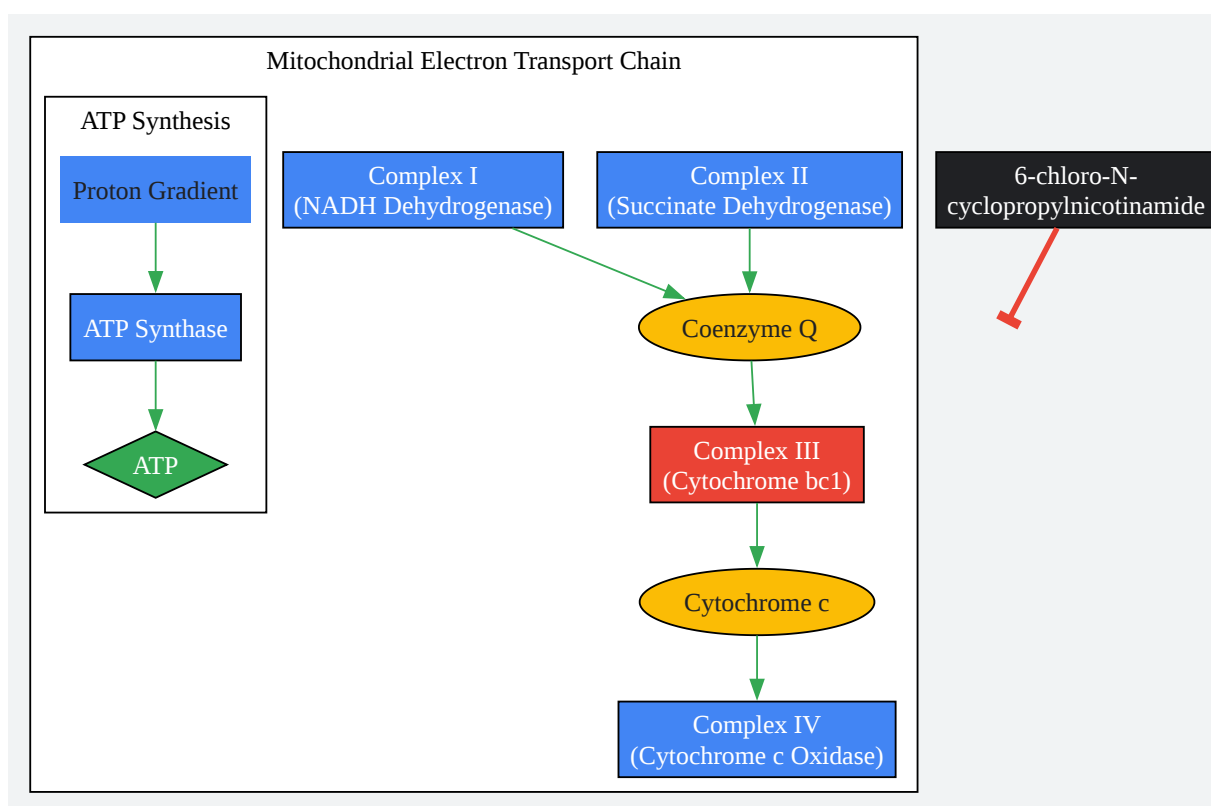 Mitochondrial Electron Transport Chain
ATP Synthesis
Proton Gradient
ATP Synthase
ATP
Complex I
(NADH Dehydrogenase)
Complex II
(Succinate Dehydrogenase)
Coenzyme Q
Complex III
(Cytochrome bc1)
Cytochrome c
Complex IV
(Cytochrome c Oxidase)
6-chloro-N-
cyclopropylnicotinamide